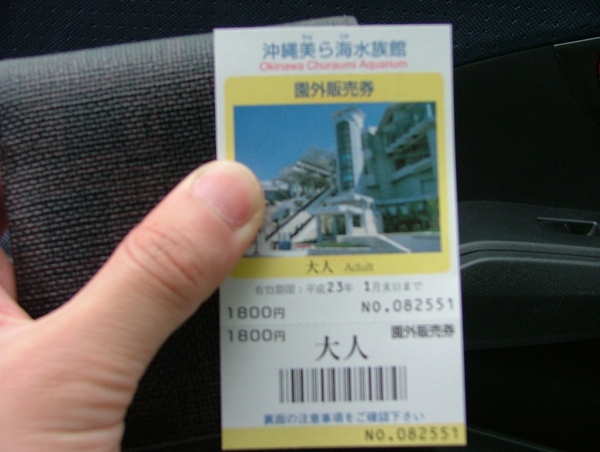 沖縄美ら海水族館
Okinawa Churaumi Aquarium
園外販売券
大人 Adult
有効期限：平成23年 1月末日まで
1800円 NO.082551
1800円 園外販売券
大人
裏面の注意事項をご確認下さい
NO.082551